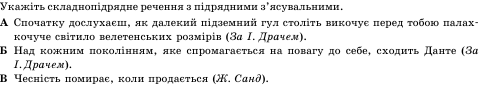 Укажіть складнопідрядне речення з підрядними з’ясувальними.
А Спочатку дослухаєш, як далекий підземний гул століть викочує перед тобою палах-
кочуче світило велетенських розмірів (За І. Драчем).
Б Над кожним поколінням, яке спромагається на повагу до себе, сходить Данте (За
І. Драчем).
В Чесність помирає, коли продається (Ж. Санд).